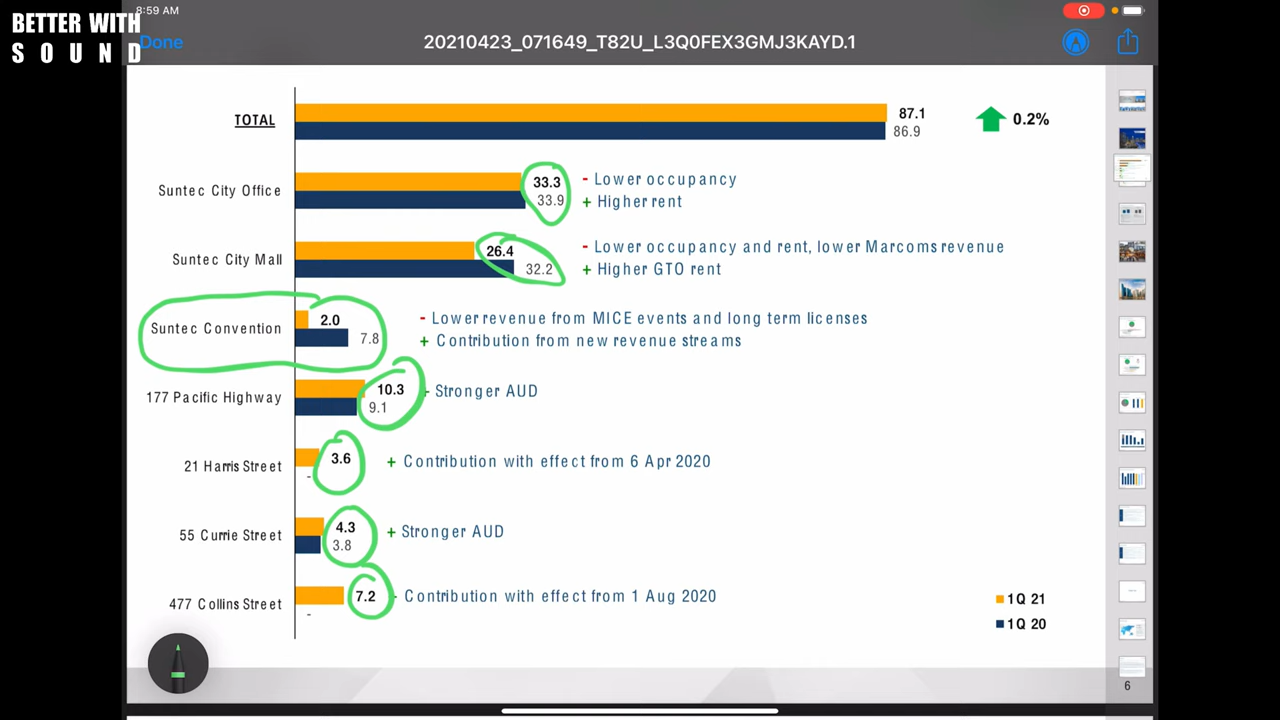 8:59 AM
BETTER WITH
SOUND
Done
20210423_071649_T82U_L3Q0FEX3GMJ3KAYD.1
TOTAL
87.1
86.9
0.2%
Suntec City Office
33.3
33.9
- Lower occupancy
+ Higher rent
Suntec City Mall
26.4
32.2
- Lower occupancy and rent, lower Marcoms revenue
+ Higher GTO rent
Suntec Convention
2.0
7.8
- Lower revenue from MICE events and long term licenses
+ Contribution from new revenue streams
177 Pacific Highway
10.3
9.1
+ Stronger AUD
21 Harris Street
3.6
-
+ Contribution with effect from 6 Apr 2020
55 Currie Street
4.3
3.8
+ Stronger AUD
477 Collins Street
7.2
-
Contribution with effect from 1 Aug 2020
1Q 21
1Q 20
6